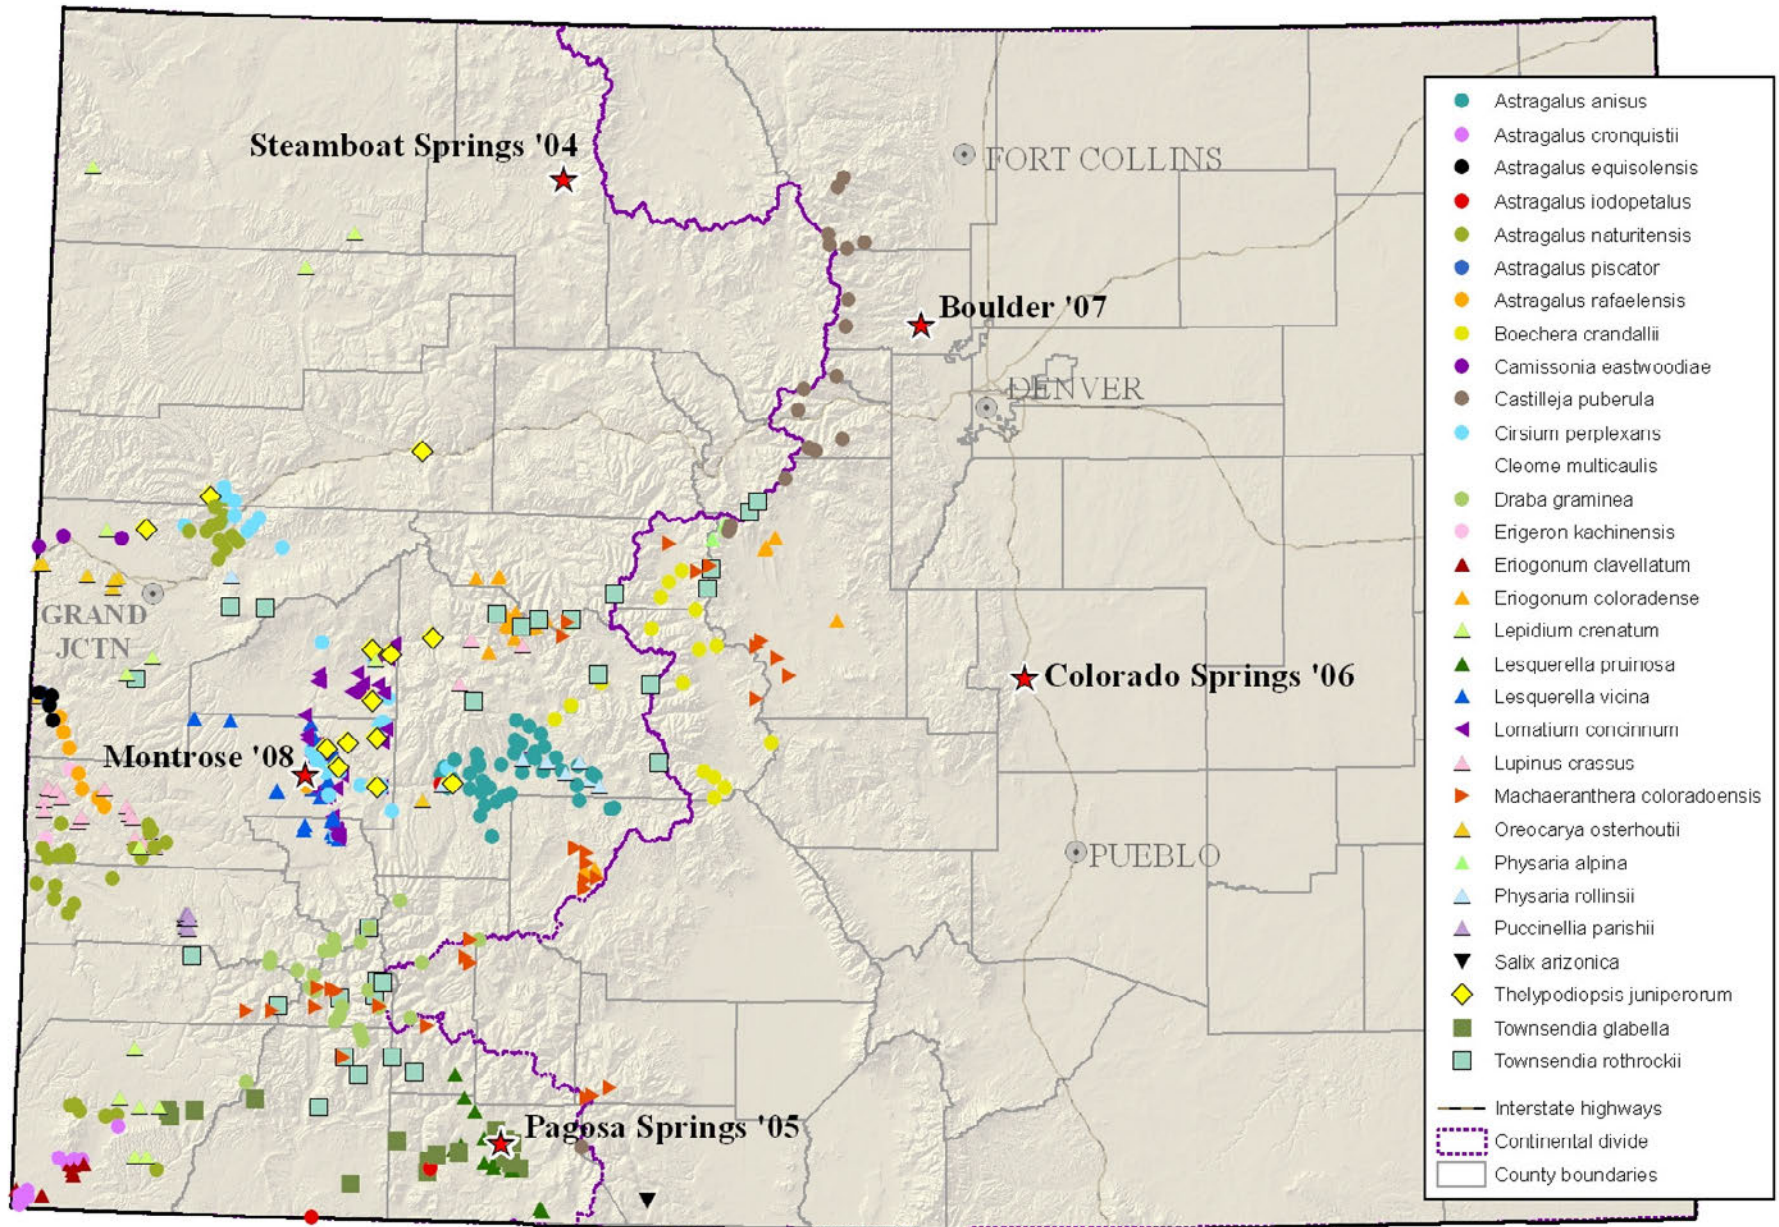 Steamboat Springs '04
FORT COLLINS
Boulder '07
DENVER
GRAND
JCTN
Colorado Springs '06
Montrose '08
PUEBLO
Pagosa Springs '05
Astragalus anisus
Astragalus cronquistii
Astragalus equisolensis
Astragalus iodopetalus
Astragalus naturitensis
Astragalus piscator
Astragalus rafaelensis
Boechera crandallii
Camissonia eastwoodiae
Castilleja puberula
Cirsium perplexans
Cleome multicaulis
Draba graminea
Erigeron kachinensis
Eriogonum clavellatum
Eriogonum coloradense
Lepidium crenatum
Lesquerella pruinosa
Lesquerella vicina
Lomatium concinnum
Lupinus crassus
Machaeranthera coloradoensis
Oreocarya osterhoutii
Physaria alpina
Physaria rollinsii
Puccinellia parishii
Salix arizonica
Thelypodiopsis juniperorum
Townsendia glabella
Townsendia rothrockii
Interstate highways
Continental divide
County boundaries